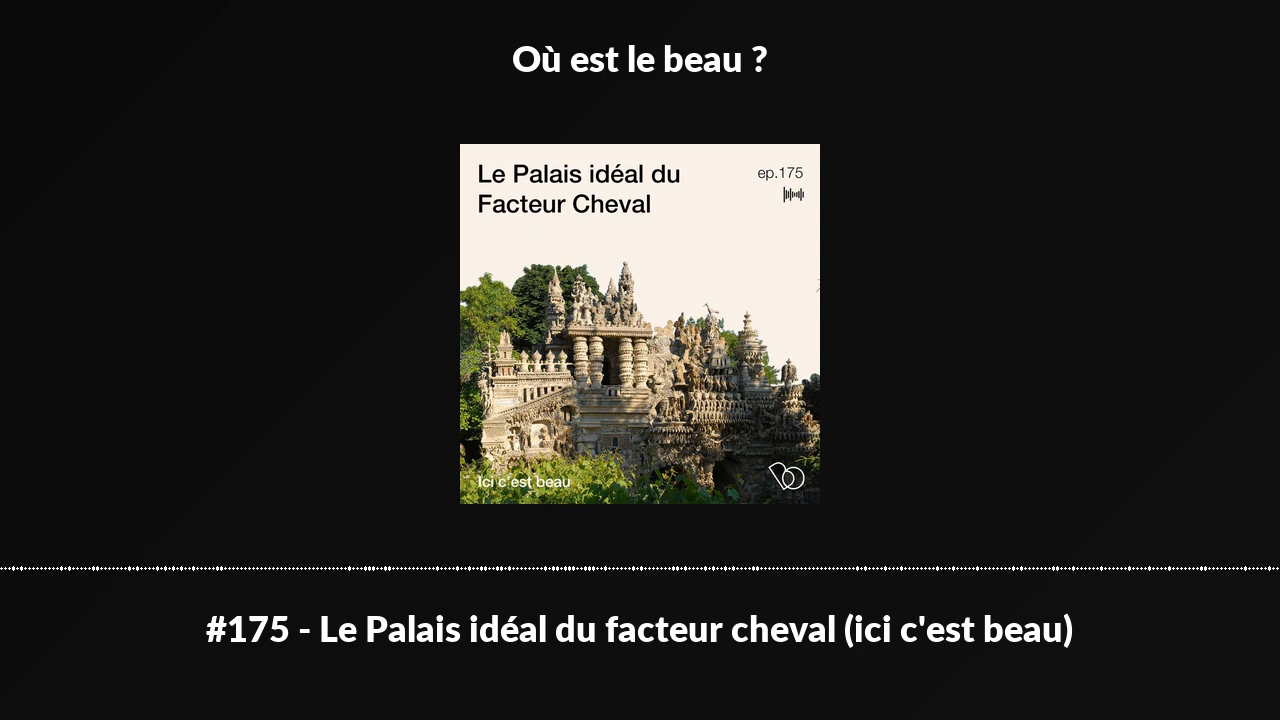 Où est le beau ?
Le Palais idéal du
ep.175
Facteur Cheval
Ici c'est beau
#175 - Le Palais idéal du facteur cheval (ici c'est beau)